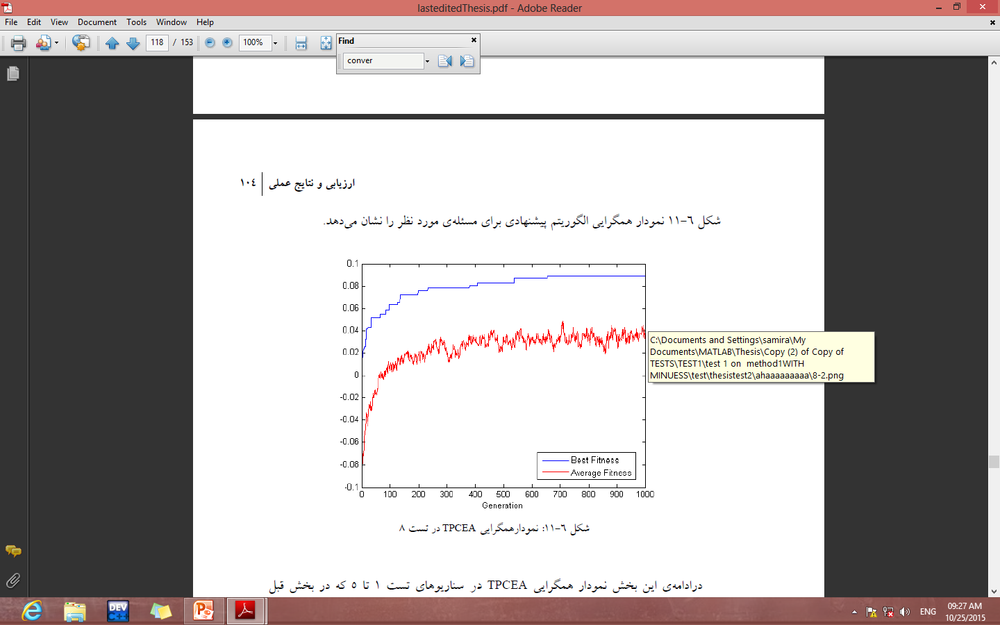 lasteditedThesis.pdf - Adobe Reader
File Edit View Document Tools Window Help
118 / 153 100%
Find
conver
ارزیابی و نتایج عملی ۱۰٤
شکل ٦-۱۱ نمودار همگرایی الگوریتم پیشنهادی برای مسئله‌ی مورد نظر را نشان می‌دهد.
0.1
0.08
0.06
0.04
0.02
0
-0.02
-0.04
-0.06
-0.08
-0.1
0 100 200 300 400 500 600 700 800 900 1000
Generation
Best Fitness
Average Fitness
C:\Documents and Settings\samira\My
Documents\MATLAB\Thesis\Copy (2) of Copy of
TESTS\TEST1\test 1 on  method1WITH
MINUESS\test\thesistest2\ahaaaaaaaaa\8-2.png
شکل ٦-۱۱: نمودارهمگرایی TPCEA در تست ۸
درادامه‌ی این بخش نمودار همگرایی TPCEA در سناریوهای تست ۱ تا ٥ که در بخش قبل
DEV
C++
ENG
09:27 AM
10/25/2015